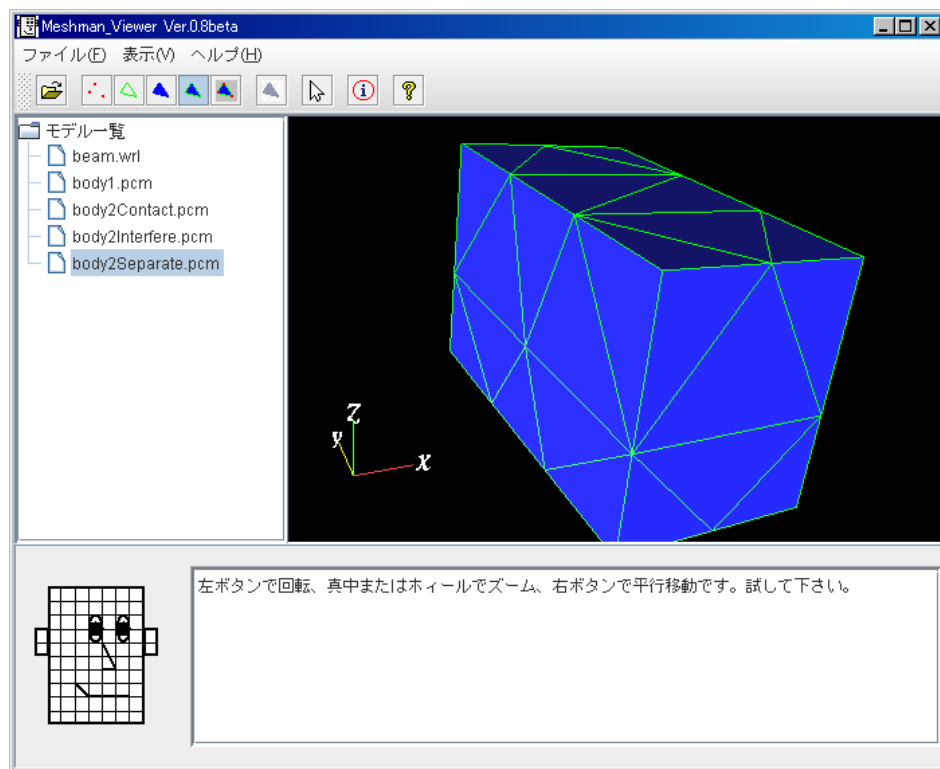 Meshman_Viewer Ver.0.8beta
ファイル(F) 表示(V) ヘルプ(H)
モデル一覧
beam.wrl
body1.pcm
body2Contact.pcm
body2Interfere.pcm
body2Separate.pcm
Z
y
X
左ボタンで回転、真中またはホィールでズーム、右ボタンで平行移動です。試して下さい。